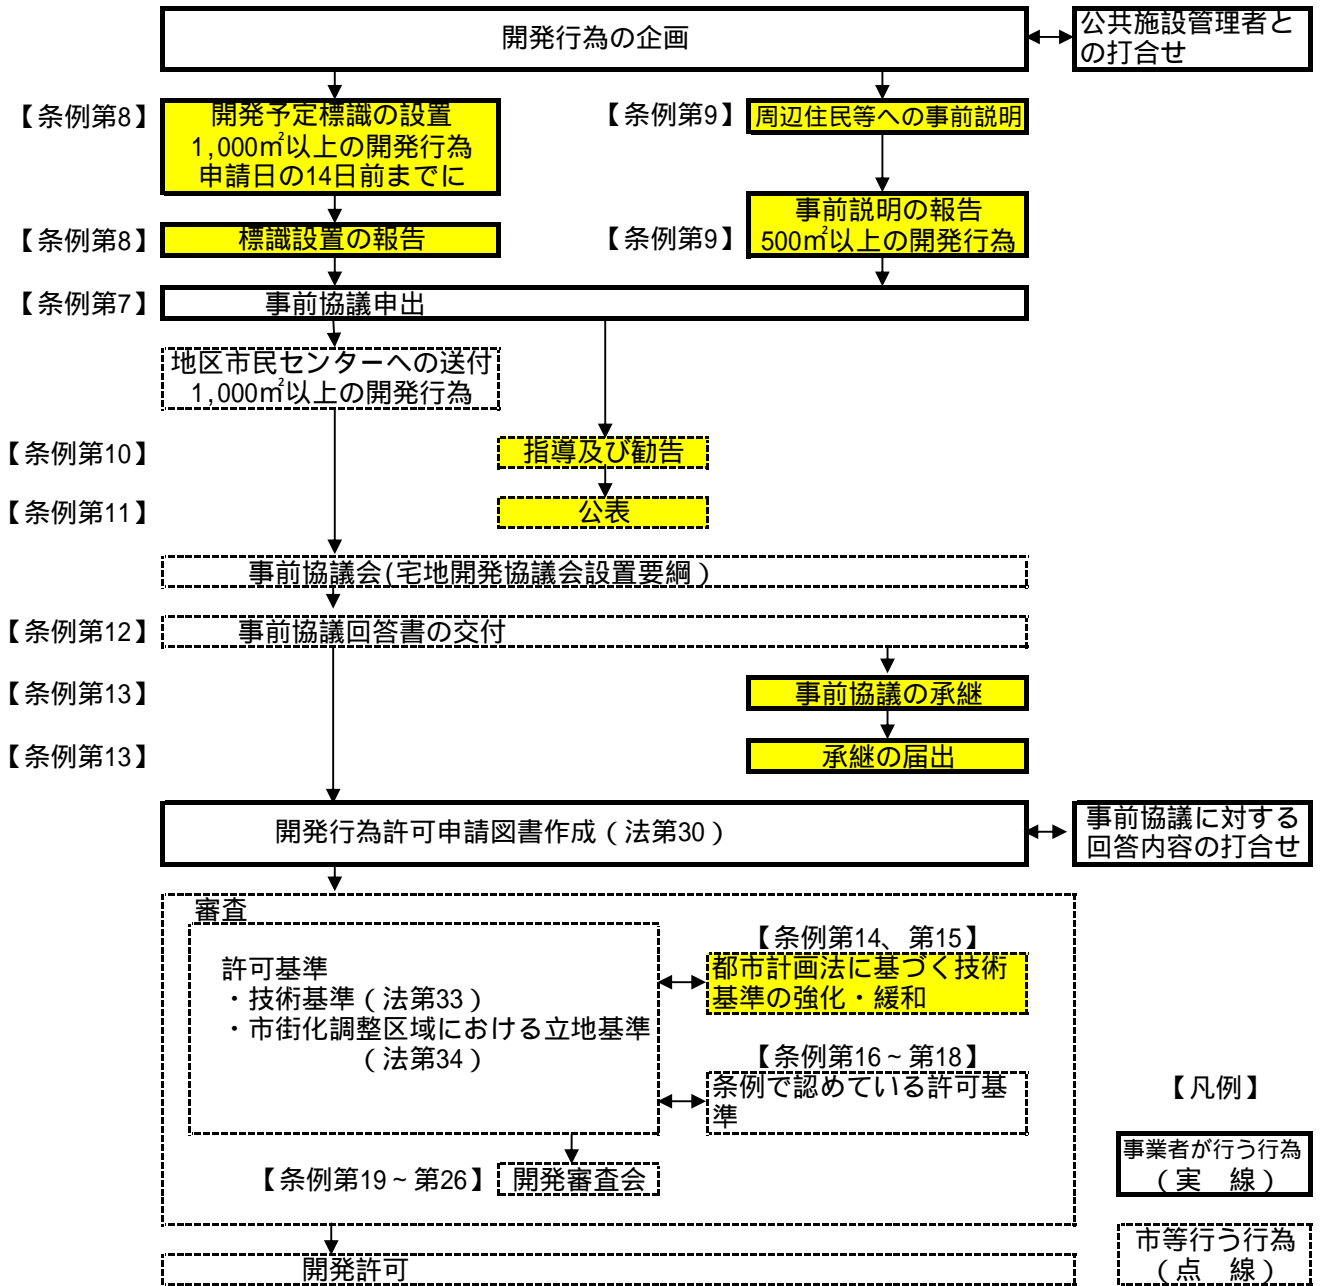 開発行為の企画
公共施設管理者と
の打合せ
【条例第8】
開発予定標識の設置
1,000㎡以上の開発行為
申請日の14日前までに
【条例第9】
周辺住民等への事前説明
【条例第8】
標識設置の報告
【条例第9】
事前説明の報告
500㎡以上の開発行為
【条例第7】
事前協議申出
地区市民センターへの送付
1,000㎡以上の開発行為
【条例第10】
指導及び勧告
【条例第11】
公表
事前協議会(宅地開発協議会設置要綱)
【条例第12】
事前協議回答書の交付
【条例第13】
事前協議の承継
【条例第13】
承継の届出
開発行為許可申請図書作成(法第30)
事前協議に対する
回答内容の打合せ
審査
許可基準
・技術基準(法第33)
・市街化調整区域における立地基準
(法第34)
【条例第14、第15】
都市計画法に基づく技術
基準の強化・緩和
【条例第16~第18】
条例で認めている許可基
準
【条例第19~第26】
開発審査会
開発許可
【凡例】
事業者が行う行為
(実 線)
市等行う行為
(点 線)